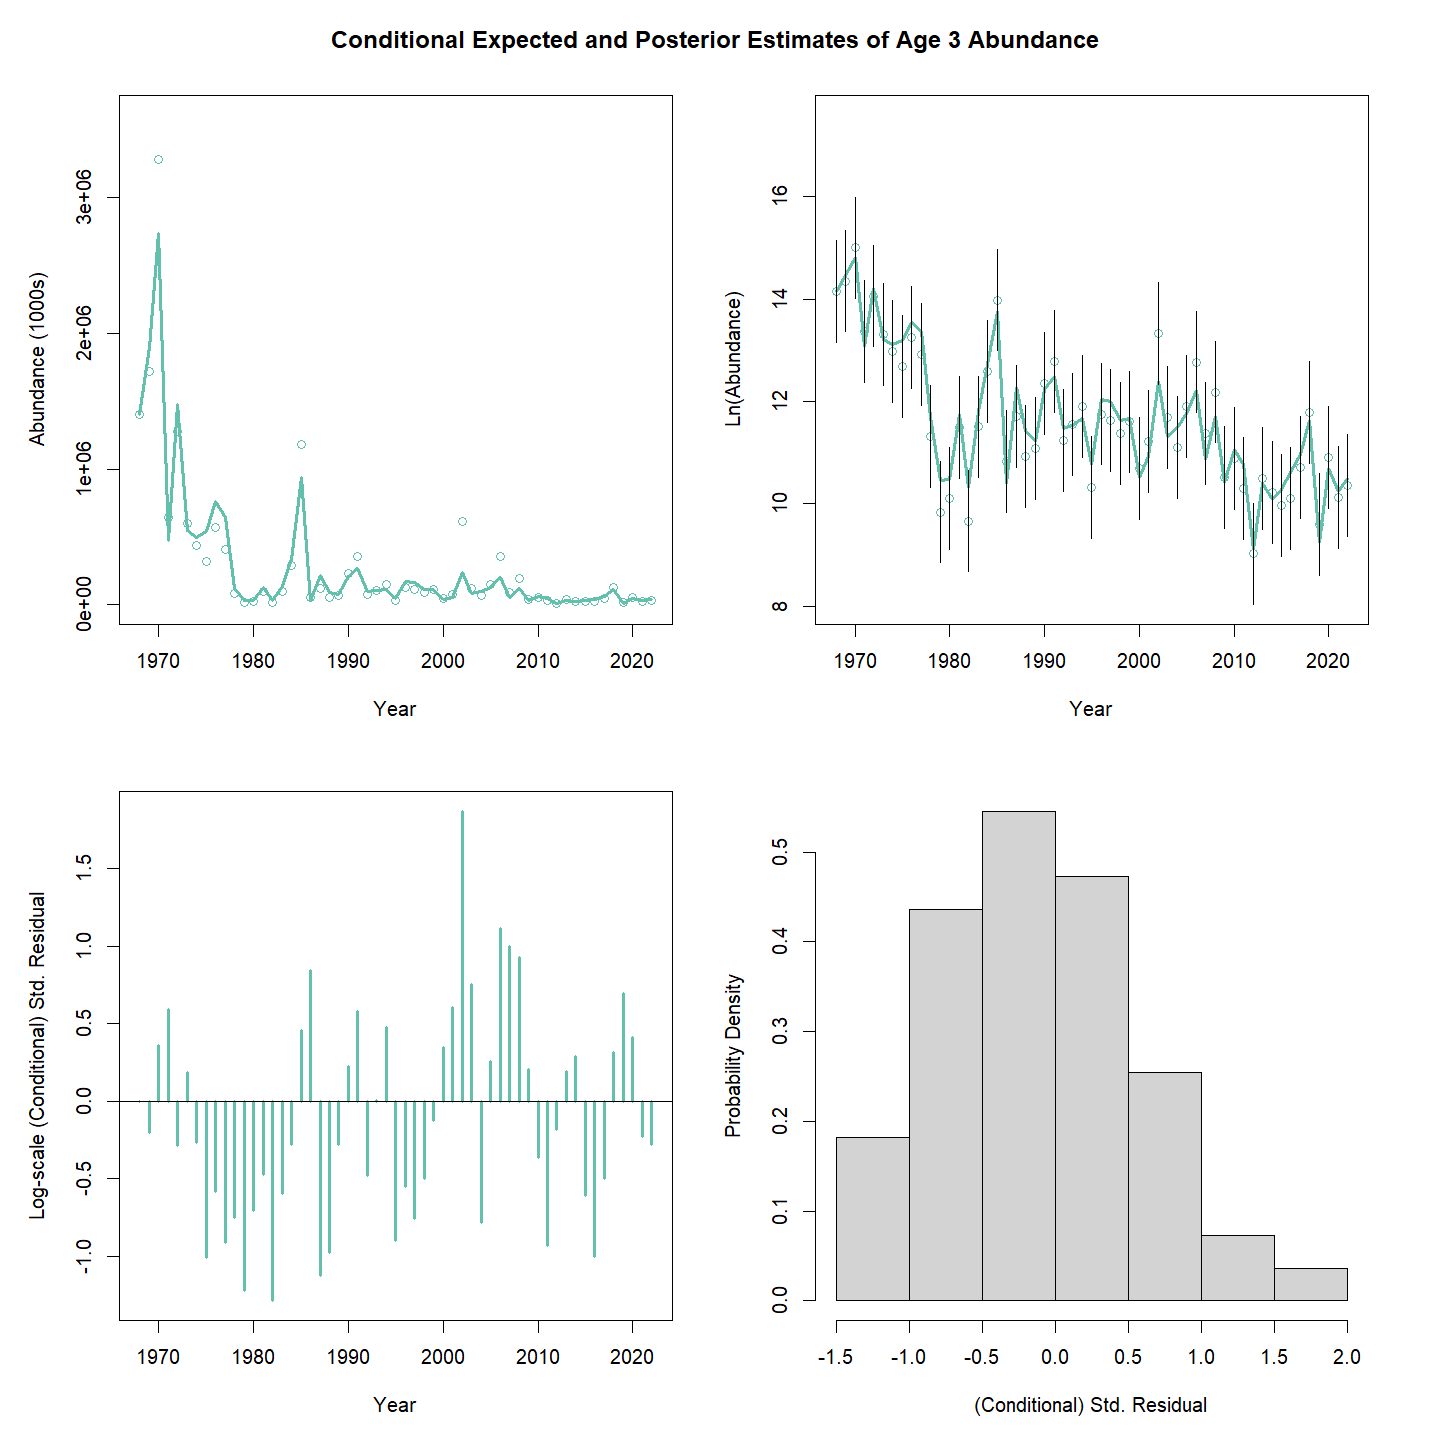 Conditional Expected and Posterior Estimates of Age 3 Abundance
Abundance (1000s)
3e+06
2e+06
1e+06
0e+00
1970 1980 1990 2000 2010 2020
Year
Ln(Abundance)
16
14
12
10
8
1970 1980 1990 2000 2010 2020
Year
Log-scale (Conditional) Std. Residual
1.5
1.0
0.5
0.0
-0.5
-1.0
1970 1980 1990 2000 2010 2020
Year
Probability Density
0.5
0.4
0.3
0.2
0.1
0.0
-1.5 -1.0 -0.5 0.0 0.5 1.0 1.5 2.0
(Conditional) Std. Residual